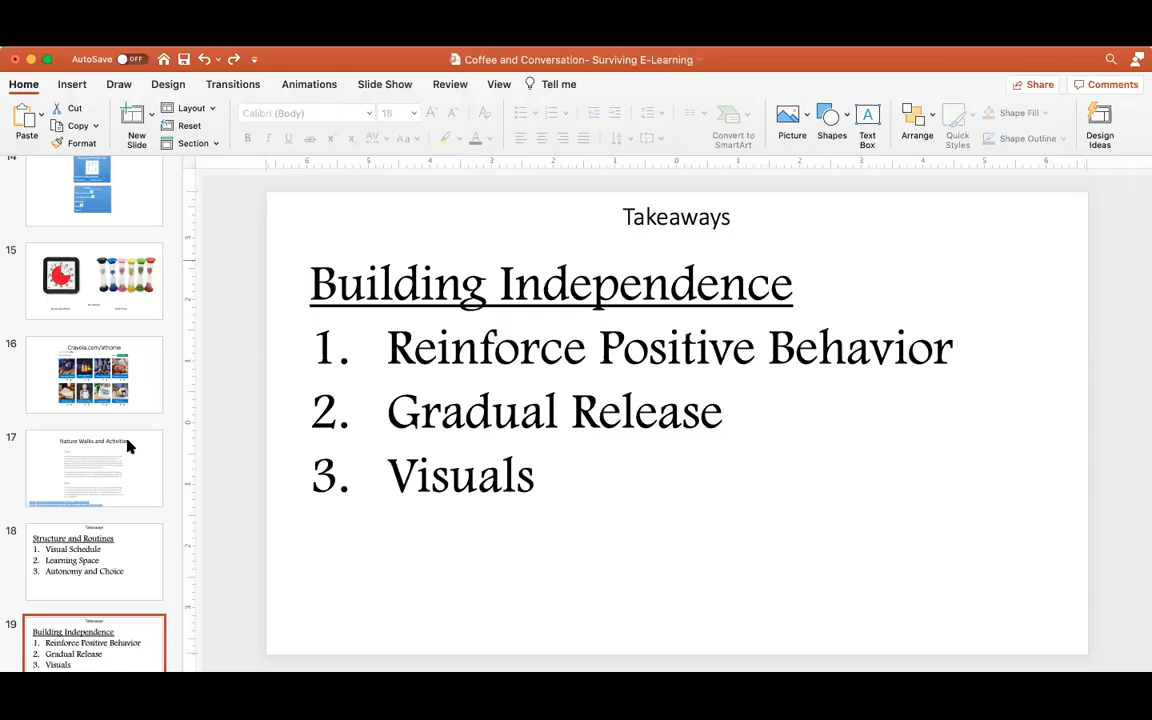 AutoSave OFF
Coffee and Conversation- Surviving E-Learning
Home Insert Draw Design Transitions Animations Slide Show Review View Tell me
Share Comments
Paste
Cut
Copy
Format
New Slide
Layout
Reset
Section
Calibri (Body) 18
Convert to SmartArt
Picture
Shapes
Text Box
Arrange
Quick Styles
Shape Fill
Shape Outline
Design Ideas
14
15
16
Crayola.com/athome
17
Nature Walks and Activities
18
Takeaways
Structure and Routines
1. Visual Schedule
2. Learning Space
3. Autonomy and Choice
19
Takeaways
Building Independence
1. Reinforce Positive Behavior
2. Gradual Release
3. Visuals
Takeaways
Building Independence
1. Reinforce Positive Behavior
2. Gradual Release
3. Visuals